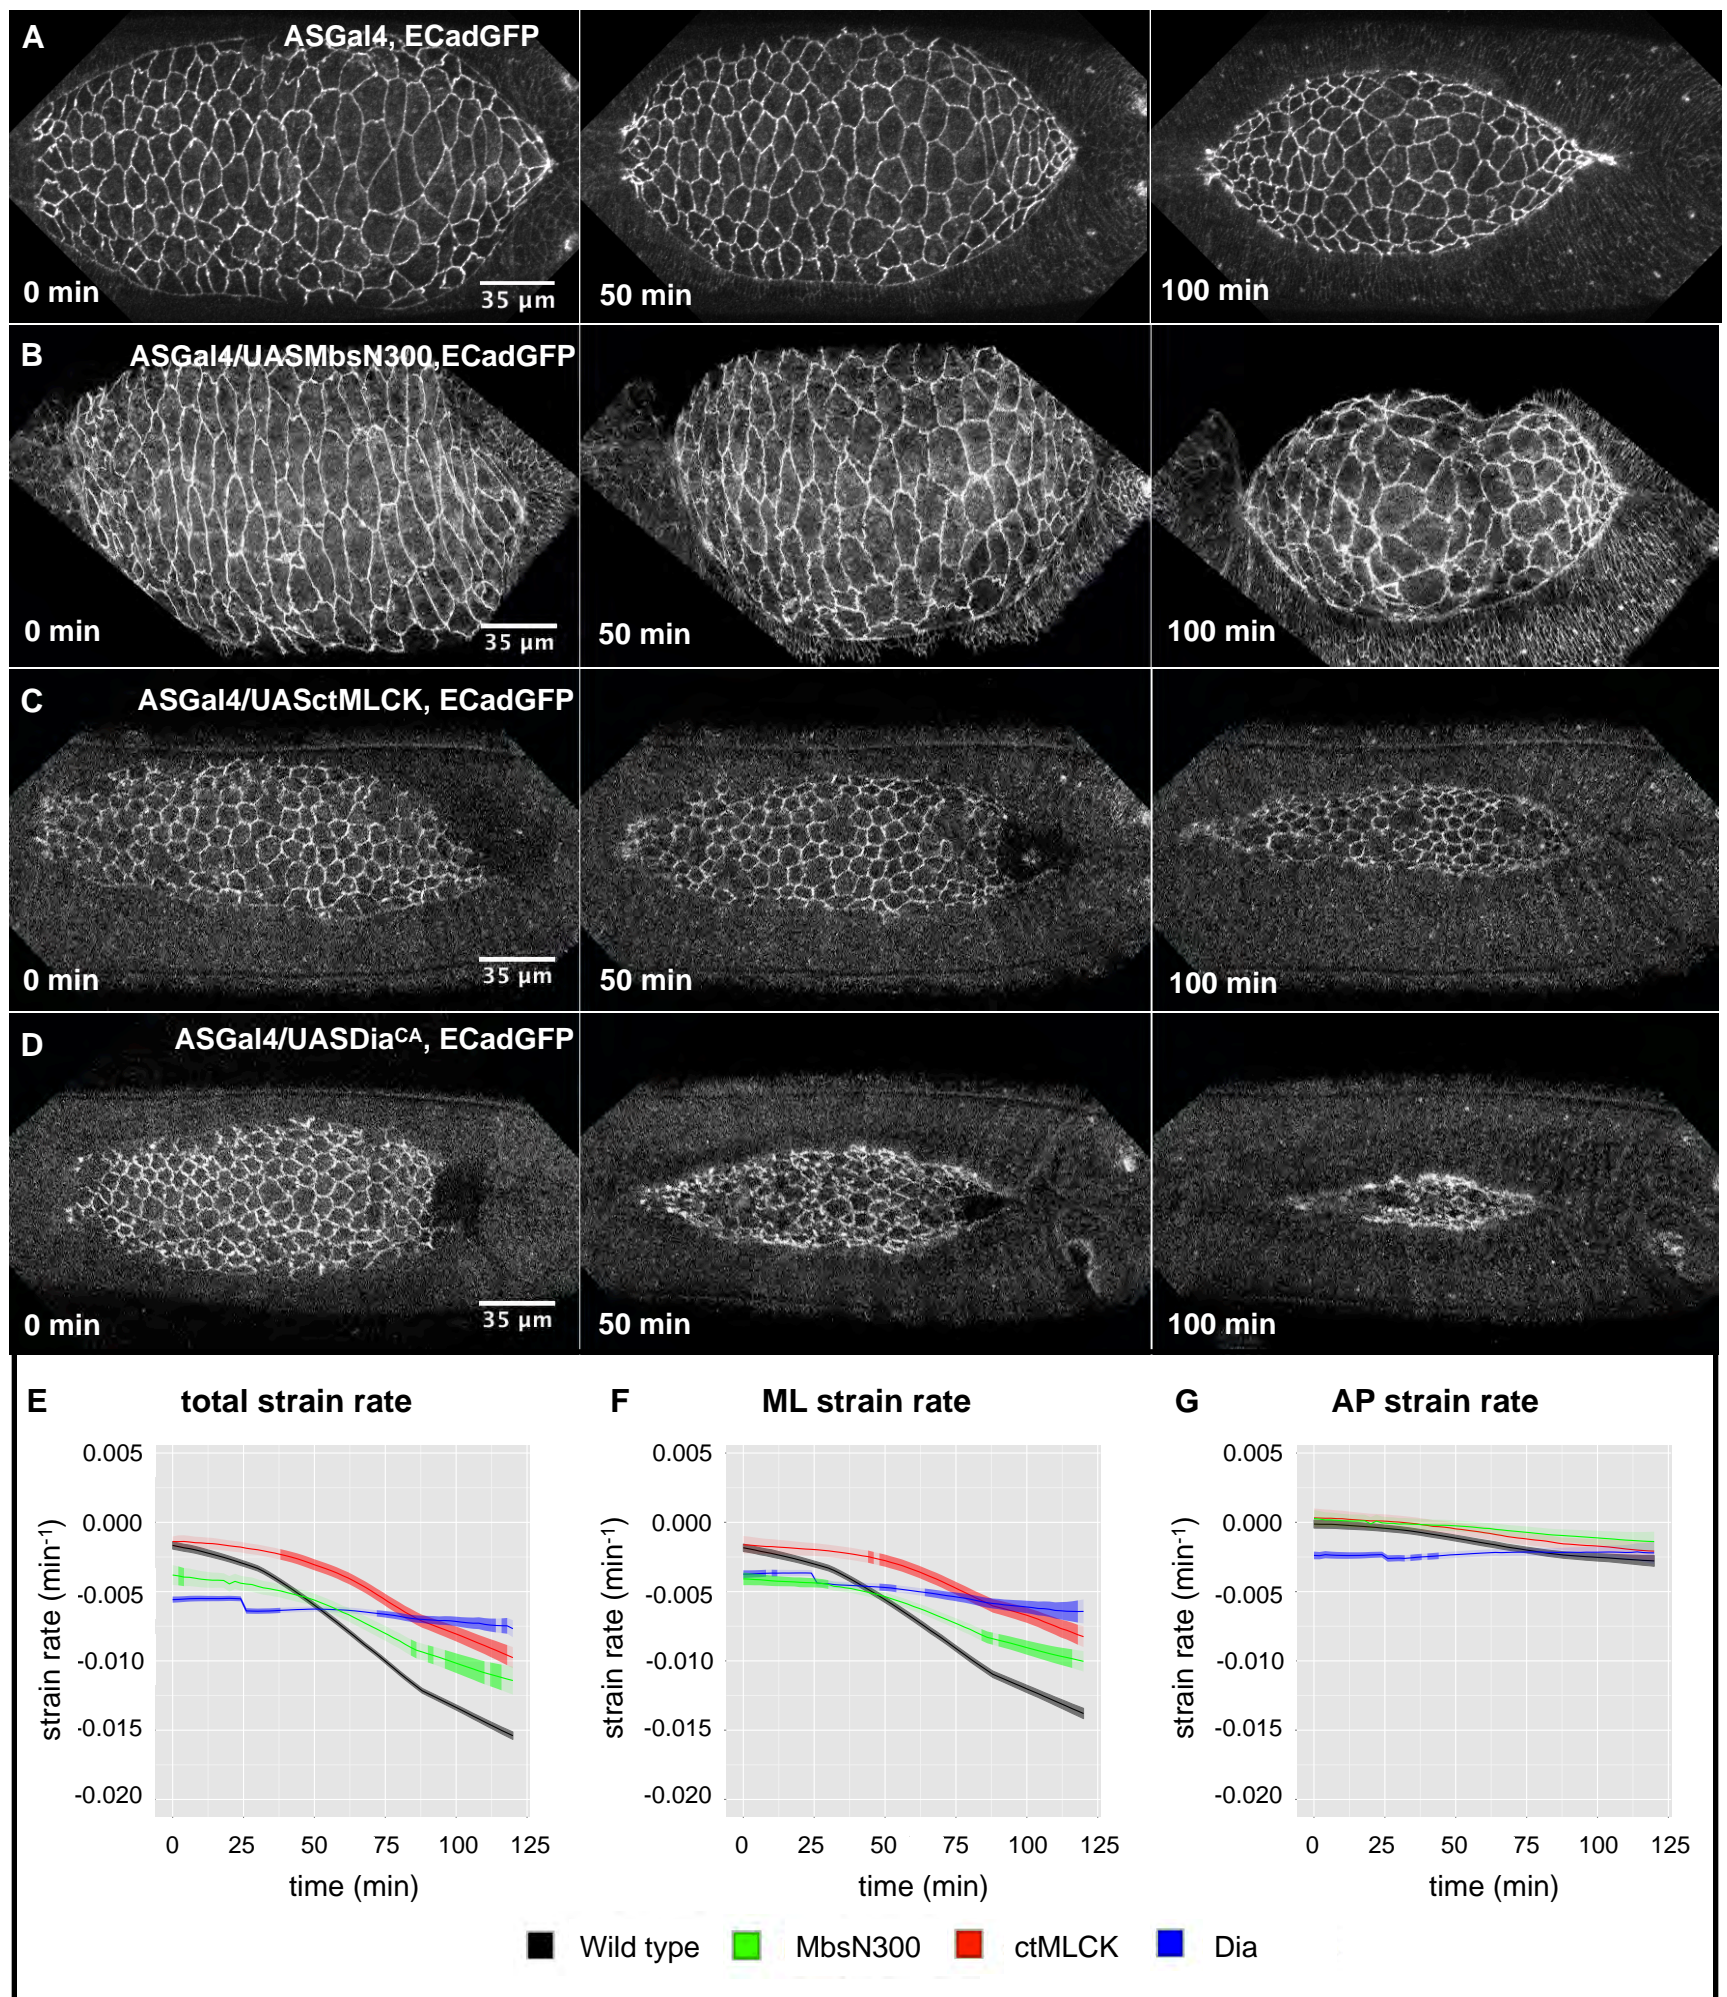 A ASGal4, ECadGFP
0 min 35 µm 50 min 100 min
B ASGal4/UASMbsN300,ECadGFP
0 min 35 µm 50 min 100 min
C ASGal4/UASctMLCK, ECadGFP
0 min 35 µm 50 min 100 min
D ASGal4/UASDiaCA, ECadGFP
0 min 35 µm 50 min 100 min
E total strain rate
0.005
0.000
-0.005
-0.010
-0.015
-0.020
strain rate (min-1)
0 25 50 75 100 125
time (min)
F ML strain rate
0.005
0.000
-0.005
-0.010
-0.015
-0.020
strain rate (min-1)
0 25 50 75 100 125
time (min)
G AP strain rate
0.005
0.000
-0.005
-0.010
-0.015
-0.020
strain rate (min-1)
0 25 50 75 100 125
time (min)
Wild type MbsN300 ctMLCK Dia